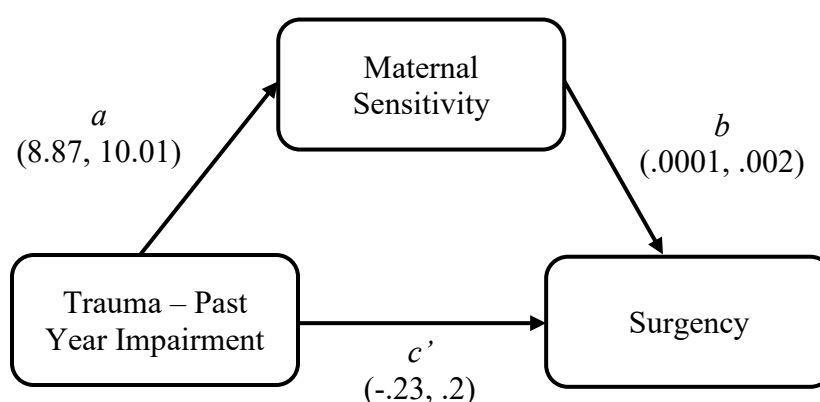 Maternal
Sensitivity
a
(8.87, 10.01)
b
(.0001, .002)
Trauma – Past
Year Impairment
Surgency
c’
(-.23, .2)